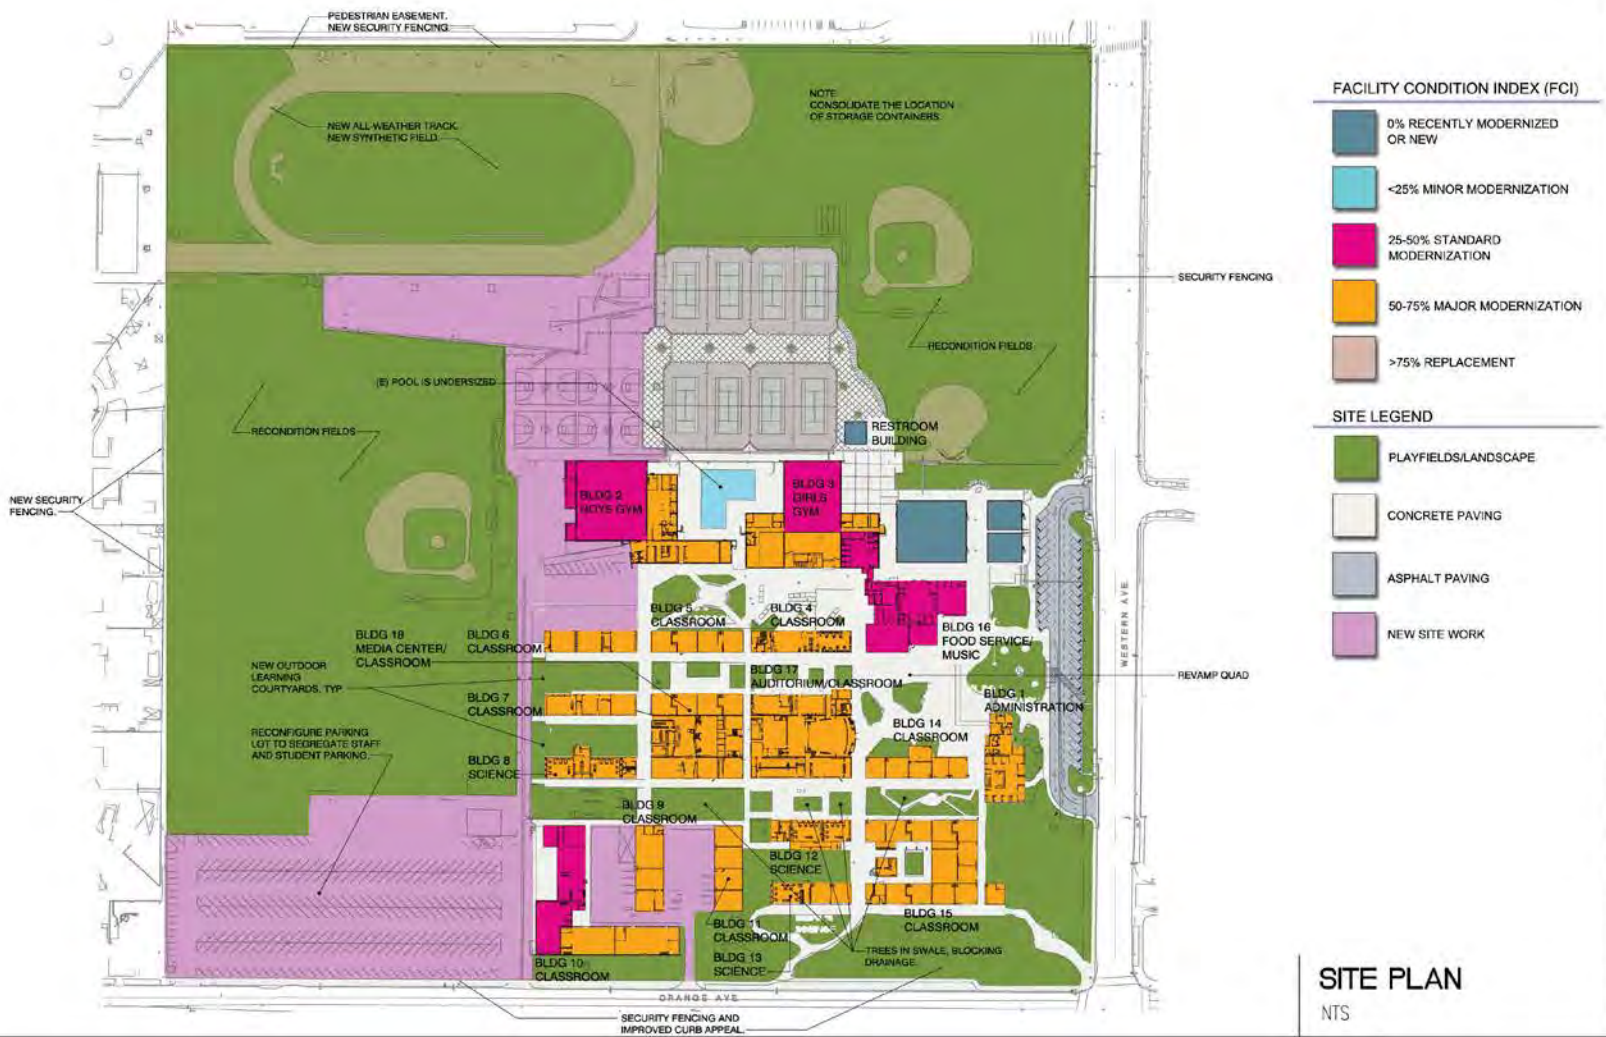 PEDESTRIAN EASEMENT.
NEW SECURITY FENCING.
NOTE:
CONSOLIDATE THE LOCATION
OF STORAGE CONTAINERS.
NEW ALL-WEATHER TRACK.
NEW SYNTHETIC FIELD.
SECURITY FENCING
RECONDITION FIELDS
(E) POOL IS UNDERSIZED
RECONDITION FIELDS
RESTROOM
BUILDING
NEW SECURITY
FENCING.
BLDG 2
BOYS GYM
BLDG 3
GIRLS
GYM
BLDG 5
CLASSROOM
BLDG 4
CLASSROOM
BLDG 18
MEDIA CENTER/
CLASSROOM
BLDG 6
CLASSROOM
BLDG 16
FOOD SERVICE/
MUSIC
NEW OUTDOOR
LEARNING
COURTYARDS, TYP
BLDG 17
AUDITORIUM/CLASSROOM
REVAMP QUAD
WESTERN AVE
BLDG 7
CLASSROOM
BLDG 1
ADMINISTRATION
BLDG 14
CLASSROOM
RECONFIGURE PARKING
LOT TO SEGREGATE STAFF
AND STUDENT PARKING.
BLDG 8
SCIENCE
BLDG 9
CLASSROOM
BLDG 12
SCIENCE
BLDG 11
CLASSROOM
BLDG 15
CLASSROOM
BLDG 10
CLASSROOM
BLDG 13
SCIENCE
TREES IN SWALE, BLOCKING
DRAINAGE.
ORANGE AVE
SECURITY FENCING AND
IMPROVED CURB APPEAL.
FACILITY CONDITION INDEX (FCI)
0% RECENTLY MODERNIZED
OR NEW
<25% MINOR MODERNIZATION
25-50% STANDARD
MODERNIZATION
50-75% MAJOR MODERNIZATION
>75% REPLACEMENT
SITE LEGEND
PLAYFIELDS/LANDSCAPE
CONCRETE PAVING
ASPHALT PAVING
NEW SITE WORK
SITE PLAN
NTS